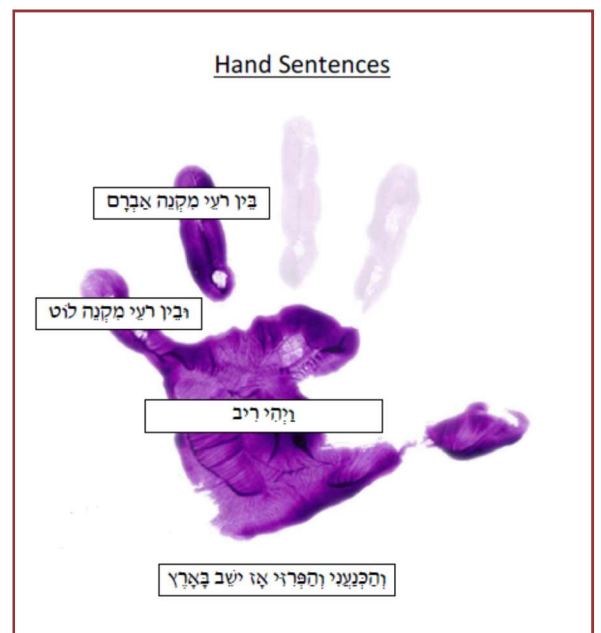 Hand Sentences
בֵּין רֹעֵי מִקְנֵה אַבְרָם
וּבֵין רֹעֵי מִקְנֵה לוֹט
וַיְהִי רִיב
וְהַכְּנַעֲנִי וְהַפְּרִזִּי אָז יֹשֵׁב בָּאָרֶץ